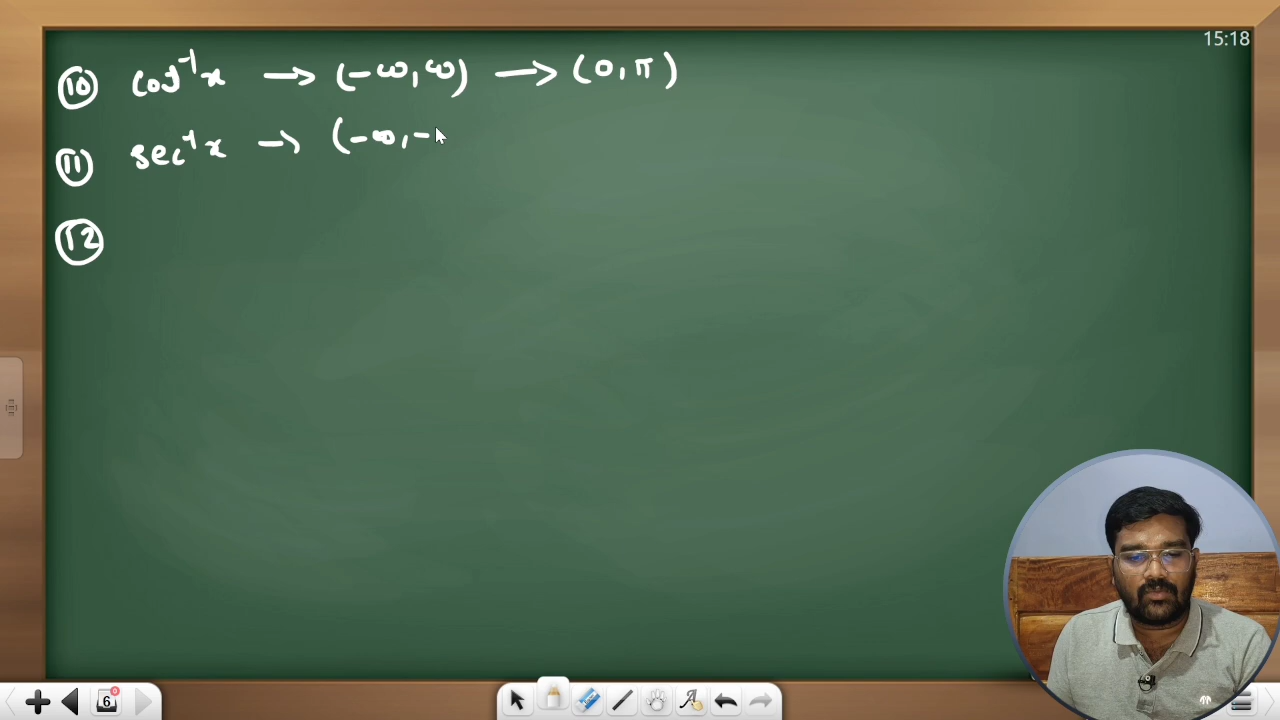 15:18
⑩ cot⁻¹x → (-∞, ∞) → (0, π)
⑪ sec⁻¹x → (-∞, -
⑫
6